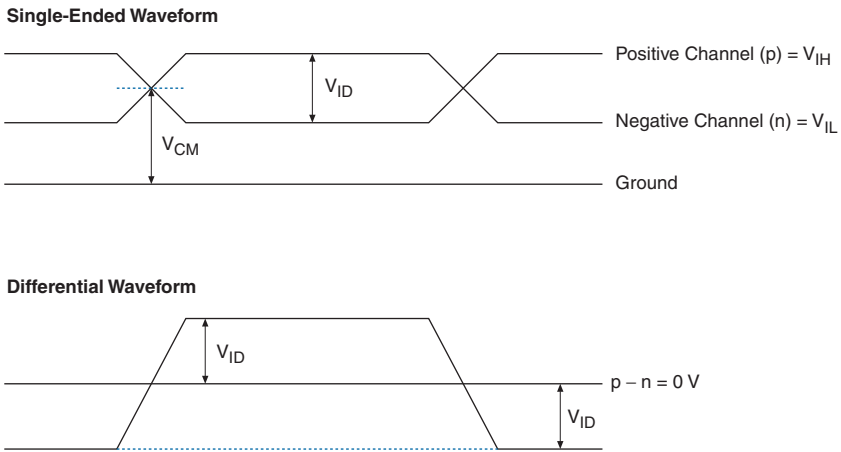 Single-Ended Waveform
Positive Channel (p) = VIH
VID
Negative Channel (n) = VIL
VCM
Ground
Differential Waveform
VID
p – n = 0 V
VID